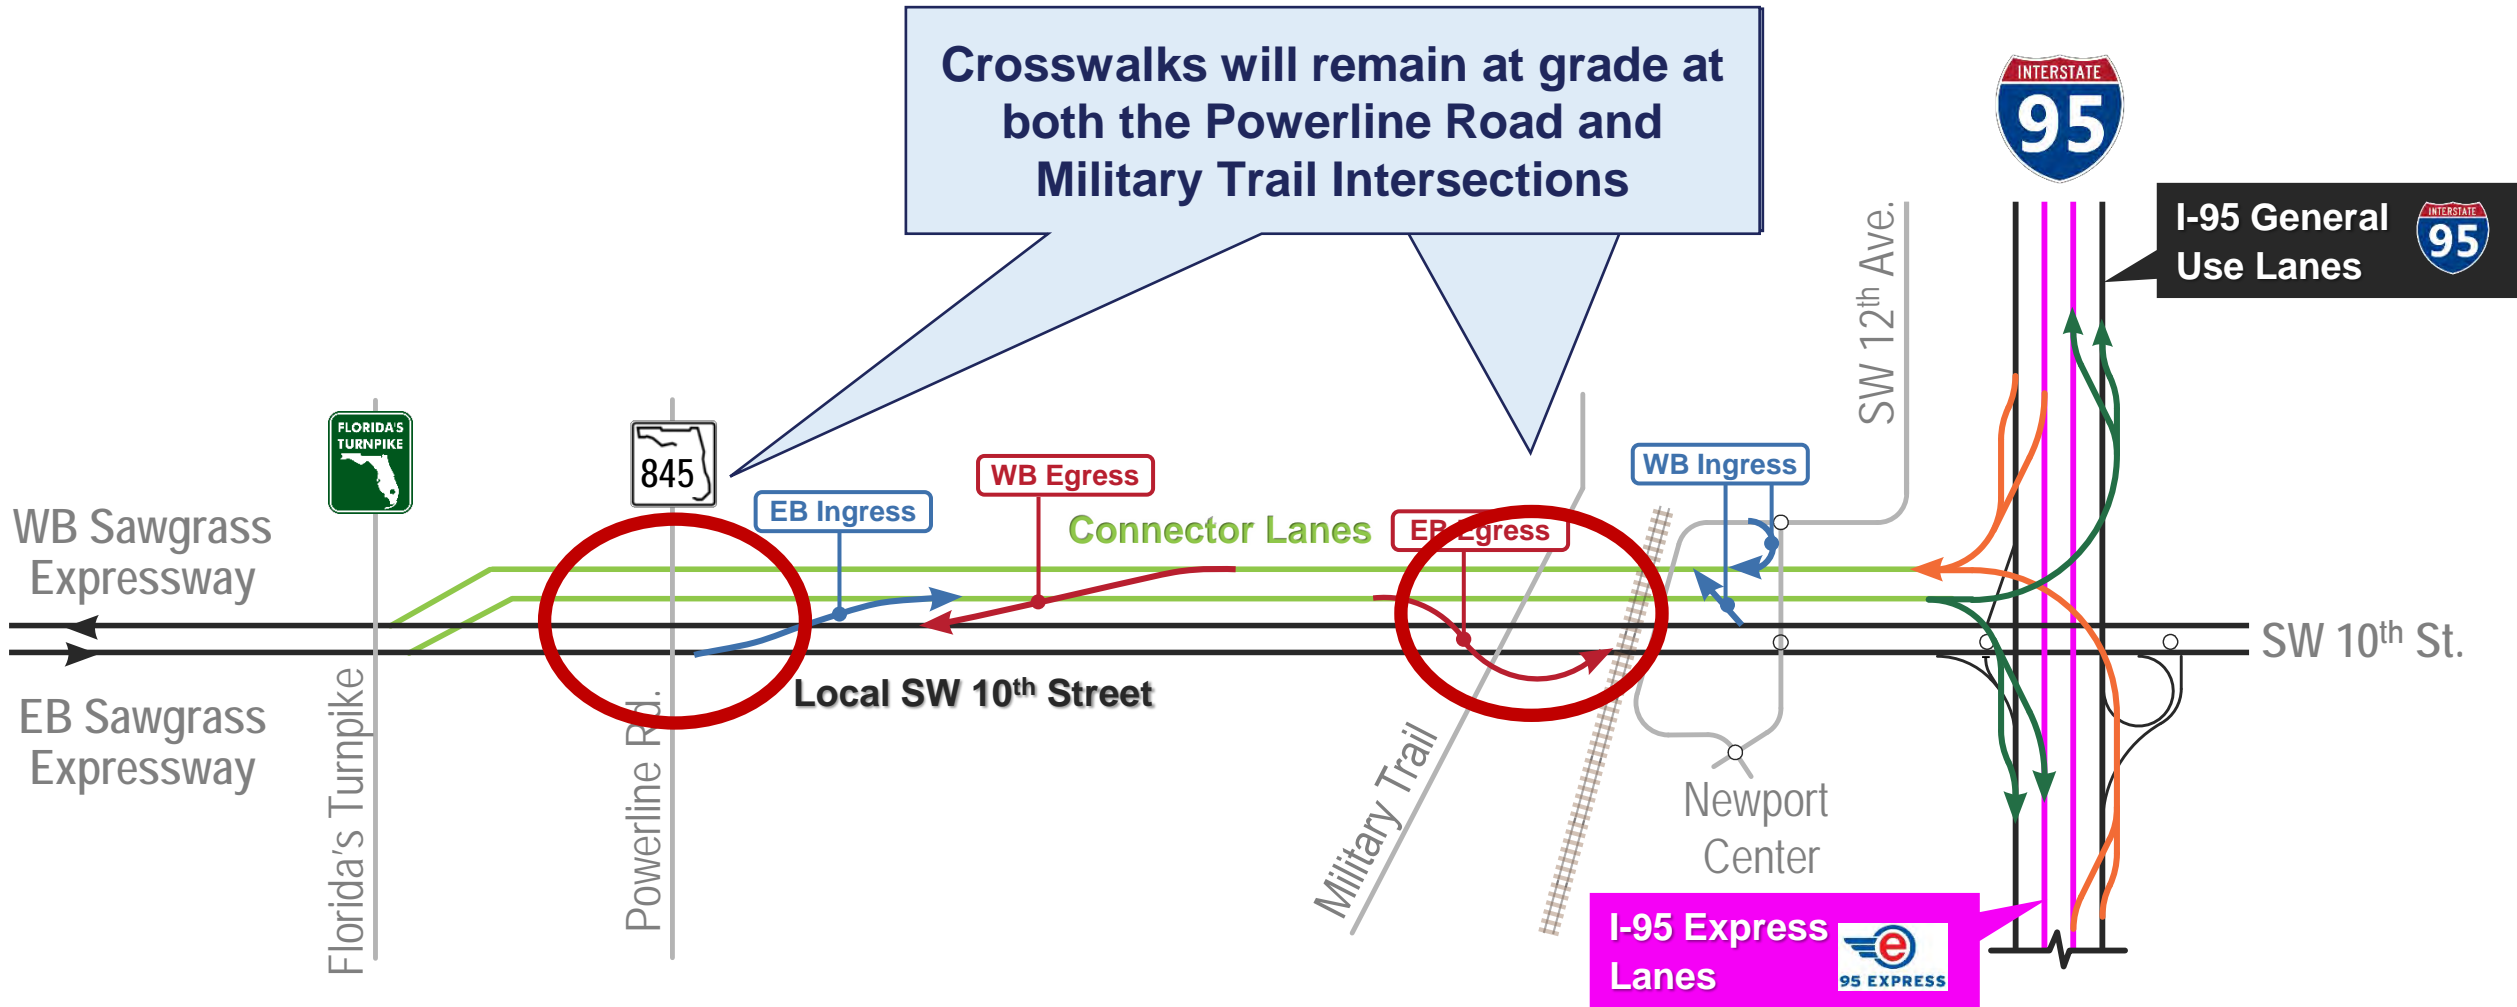 Crosswalks will remain at grade at
both the Powerline Road and
Military Trail Intersections
INTERSTATE
95
I-95 General
Use Lanes
INTERSTATE
95
SW 12th Ave.
FLORIDA'S
TURNPIKE
845
WB Egress
WB Ingress
EB Ingress
Connector Lanes
EB Egress
WB Sawgrass
Expressway
SW 10th St.
Local SW 10th Street
EB Sawgrass
Expressway
Florida's Turnpike
Powerline Rd.
Military Trail
Newport
Center
I-95 Express
Lanes
e
95 EXPRESS